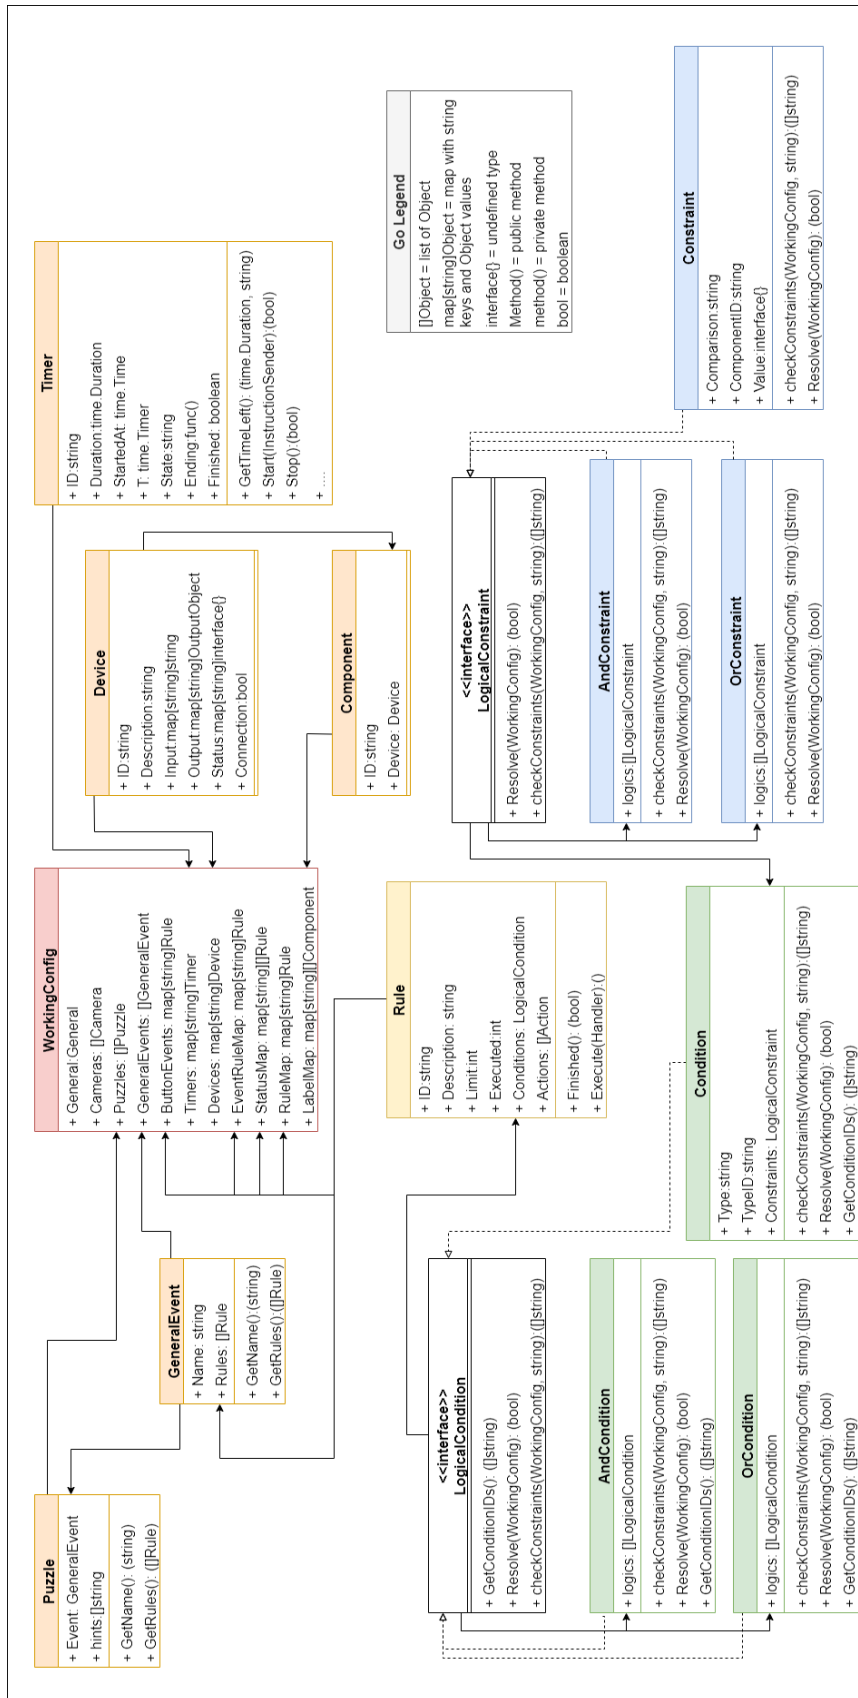 Puzzle
+ Event: GeneralEvent
+ hints:[]string
+ GetName(): (string)
+ GetRules(): ([]Rule)
GeneralEvent
+ Name: string
+ Rules: []Rule
+ GetName():(string)
+ GetRules():([]Rule)
WorkingConfig
+ General:General
+ Cameras: []Camera
+ Puzzles: []Puzzle
+ GeneralEvents: []GeneralEvent
+ ButtonEvents: map[string]Rule
+ Timers: map[string]Timer
+ Devices: map[string]Device
+ EventRuleMap: map[string]Rule
+ StatusMap: map[string][]Rule
+ RuleMap: map[string]Rule
+ LabelMap: map[string][]Component
Device
+ ID:string
+ Description:string
+ Input:map[string]string
+ Output:map[string]OutputObject
+ Status:map[string]interface{}
+ Connection:bool
Timer
+ ID:string
+ Duration:time.Duration
+ StartedAt: time.Time
+ T: time.Timer
+ State:string
+ Ending:func()
+ Finished: boolean
+ GetTimeLeft(): (time.Duration, string)
+ Start(InstructionSender):(bool)
+ Stop():(bool)
+ ....
Component
+ ID:string
+ Device: Device
Rule
+ ID:string
+ Description: string
+ Limit:int
+ Executed:int
+ Conditions: LogicalCondition
+ Actions: []Action
+ Finished(): (bool)
+ Execute(Handler):()
Go Legend
[]Object = list of Object
map[string]Object = map with string
keys and Object values
interface{} = undefined type
Method() = public method
method() = private method
bool = boolean
<<interface>>
LogicalCondition
+ GetConditionIDs(): ([]string)
+ Resolve(WorkingConfig): (bool)
+ checkConstraints(WorkingConfig, string):([]string)
AndCondition
+ logics: []LogicalCondition
+ checkConstraints(WorkingConfig, string):([]string)
+ Resolve(WorkingConfig): (bool)
+ GetConditionIDs(): ([]string)
OrCondition
+ logics: []LogicalCondition
+ checkConstraints(WorkingConfig, string):([]string)
+ Resolve(WorkingConfig): (bool)
+ GetConditionIDs(): ([]string)
Condition
+ Type:string
+ TypeID:string
+ Constraints: LogicalConstraint
+ checkConstraints(WorkingConfig, string):([]string)
+ Resolve(WorkingConfig): (bool)
+ GetConditionIDs(): ([]string)
<<interface>>
LogicalConstraint
+ Resolve(WorkingConfig): (bool)
+ checkConstraints(WorkingConfig, string):([]string)
AndConstraint
+ logics:[]LogicalConstraint
+ checkConstraints(WorkingConfig, string):([]string)
+ Resolve(WorkingConfig): (bool)
OrConstraint
+ logics:[]LogicalConstraint
+ checkConstraints(WorkingConfig, string):([]string)
+ Resolve(WorkingConfig): (bool)
Constraint
+ Comparison:string
+ ComponentID:string
+ Value:interface{}
+ checkConstraints(WorkingConfig, string):([]string)
+ Resolve(WorkingConfig): (bool)